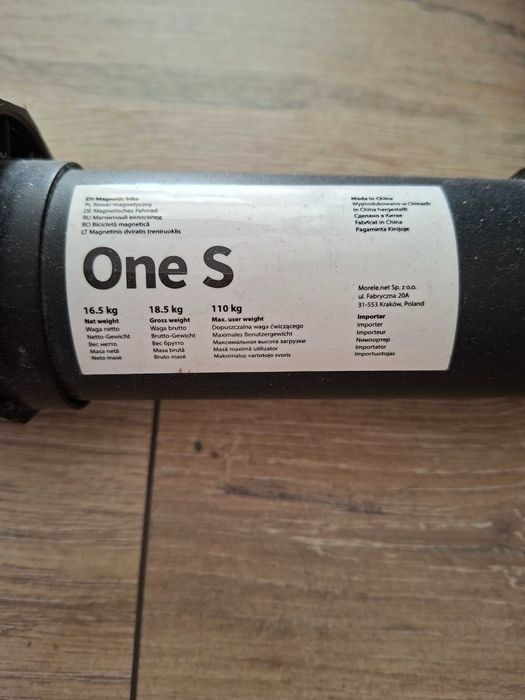 EN Magnetic bike
PL Rower magnetyczny
DE Magnetisches Fahrrad
RU Магнитный велосипед
RO Bicicletă magnetică
LT Magnetinis dviratis treniruoklis
Made in China
Wyprodukowano w Chinach
In China hergestellt
Сделано в Китае
Fabricat in China
Pagaminta Kinijoje
One S
16.5 kg
Net weight
Waga netto
Netto-Gewicht
Вес нетто
Masa netă
Neto masė
18.5 kg
Gross weight
Waga brutto
Brutto-Gewicht
Вес брутто
Masa brută
Bruto masė
110 kg
Max. user weight
Dopuszczalna waga ćwiczącego
Maximales Benutzergewicht
Максимальная высота загрузки
Masă maximă utilizator
Maksimalus vartotojo svoris
Morele.net Sp. z o.o.
ul. Fabryczna 20A
31-553 Kraków, Poland
Importer
Importer
Importeur
Nимпортер
Importator
Importuotojas